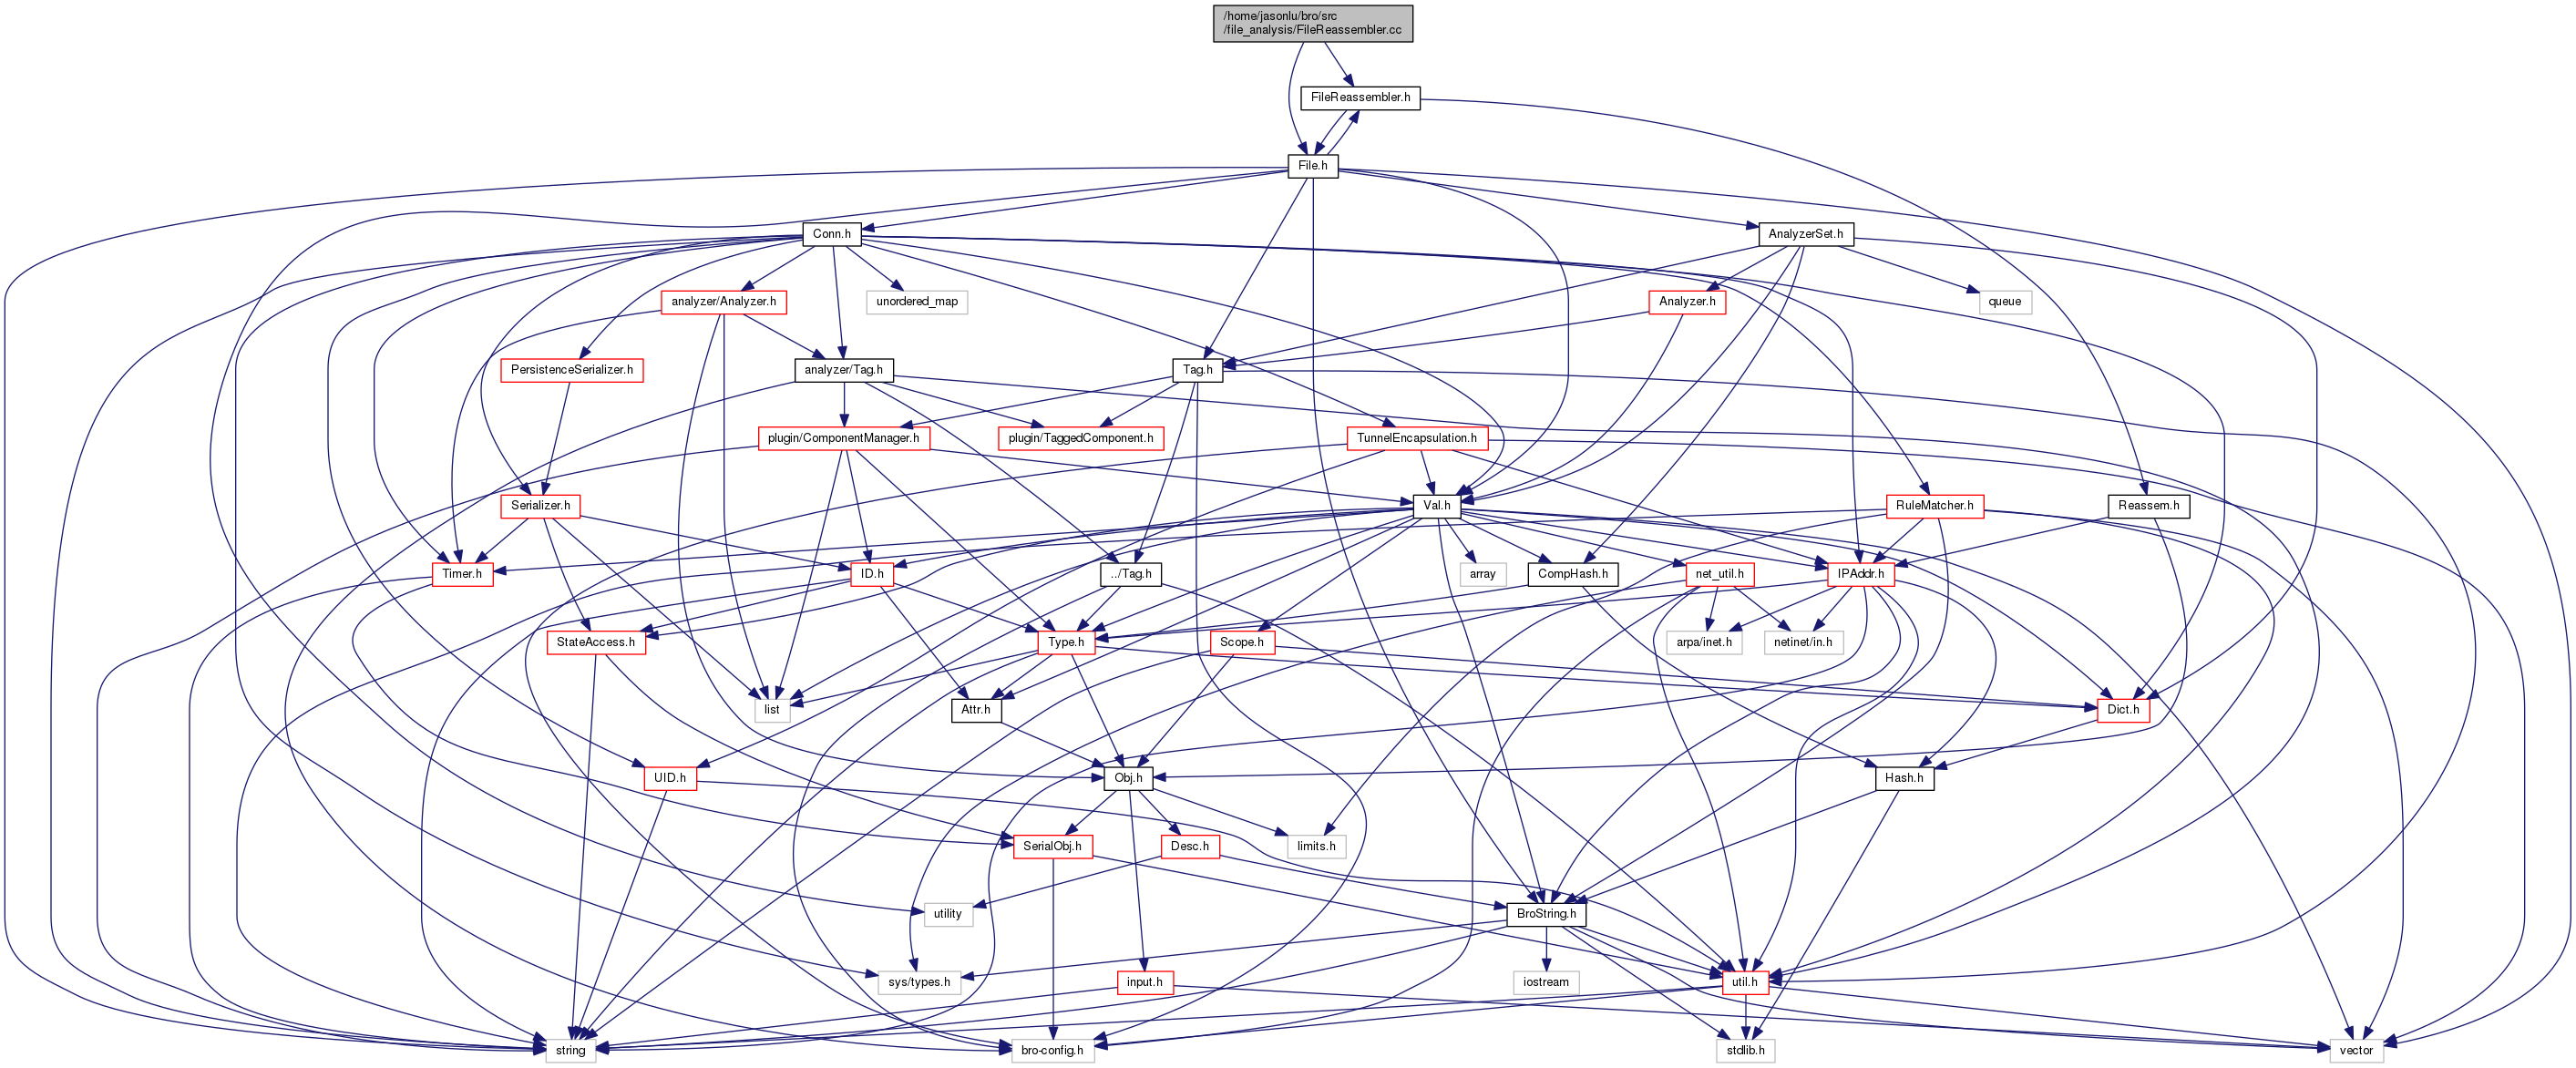 /home/jasonlu/bro/src
/file_analysis/FileReassembler.cc
FileReassembler.h
File.h
Conn.h
AnalyzerSet.h
analyzer/Analyzer.h
unordered_map
Analyzer.h
queue
PersistenceSerializer.h
analyzer/Tag.h
Tag.h
plugin/ComponentManager.h
plugin/TaggedComponent.h
TunnelEncapsulation.h
Serializer.h
Val.h
RuleMatcher.h
Reassem.h
Timer.h
ID.h
../Tag.h
array
CompHash.h
net_util.h
IPAddr.h
StateAccess.h
Type.h
Scope.h
arpa/inet.h
netinet/in.h
list
Attr.h
Dict.h
UID.h
Obj.h
Hash.h
SerialObj.h
Desc.h
limits.h
utility
BroString.h
sys/types.h
input.h
iostream
util.h
string
bro-config.h
stdlib.h
vector